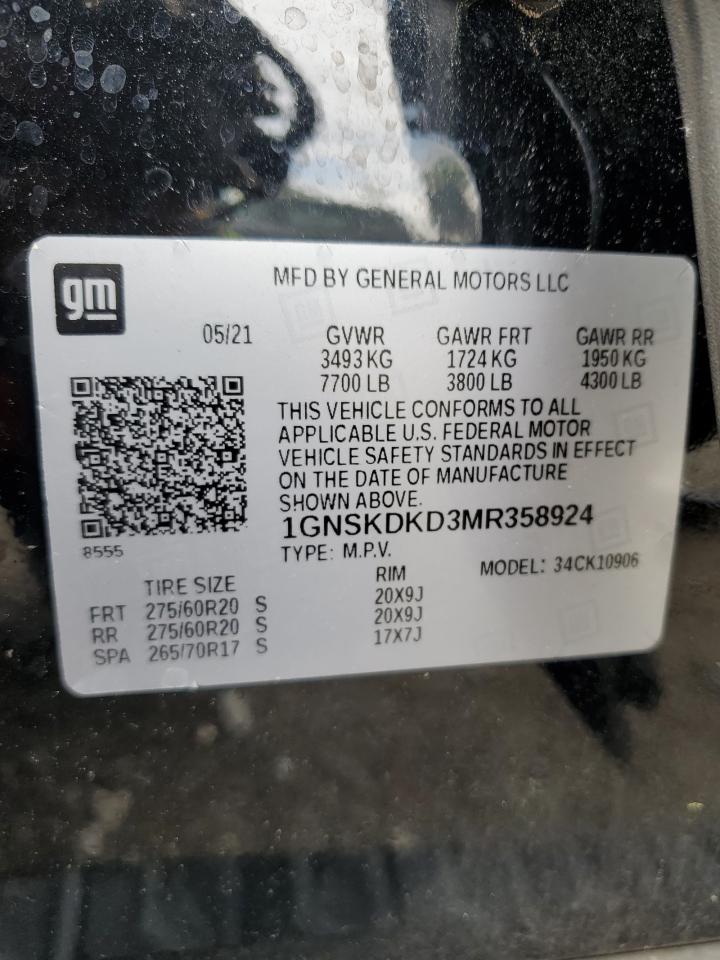 gm
MFD BY GENERAL MOTORS LLC
05/21 GVWR GAWR FRT GAWR RR
3493 KG 1724 KG 1950 KG
7700 LB 3800 LB 4300 LB
THIS VEHICLE CONFORMS TO ALL
APPLICABLE U.S. FEDERAL MOTOR
VEHICLE SAFETY STANDARDS IN EFFECT
ON THE DATE OF MANUFACTURE
SHOWN ABOVE.
1GNSKDKD3MR358924
8555
TYPE: M.P.V. MODEL: 34CK10906
TIRE SIZE RIM
FRT 275/60R20 S 20X9J
RR 275/60R20 S 20X9J
SPA 265/70R17 S 17X7J